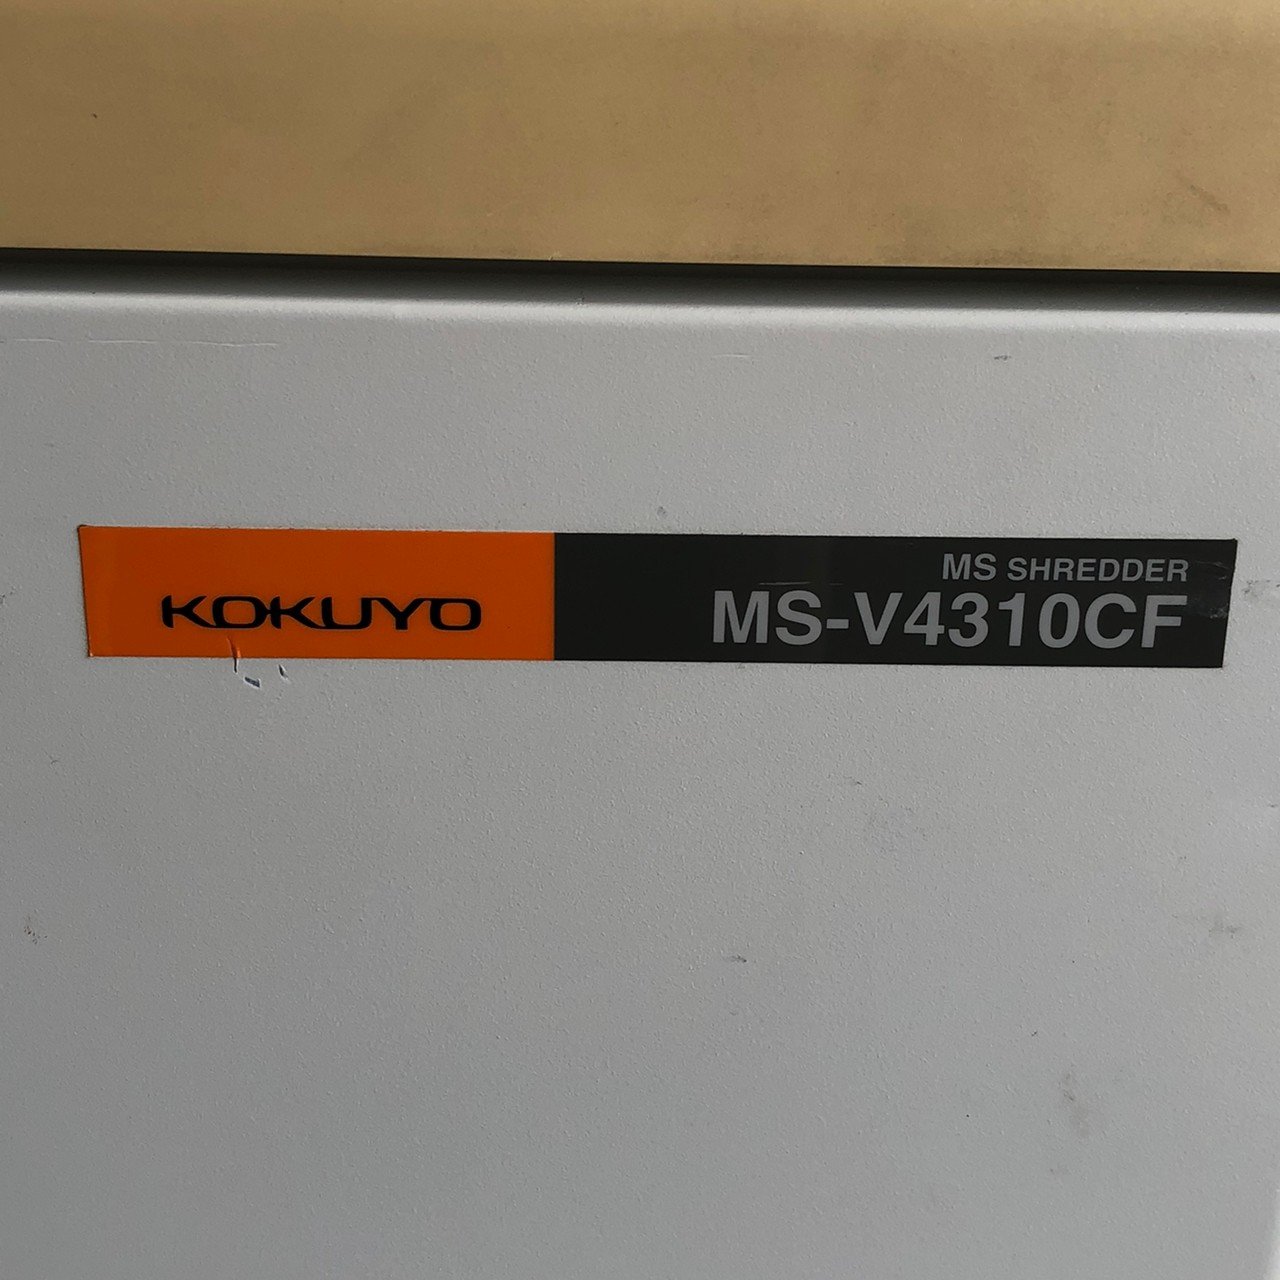 KOKUYO
MS SHREDDER
MS-V4310CF